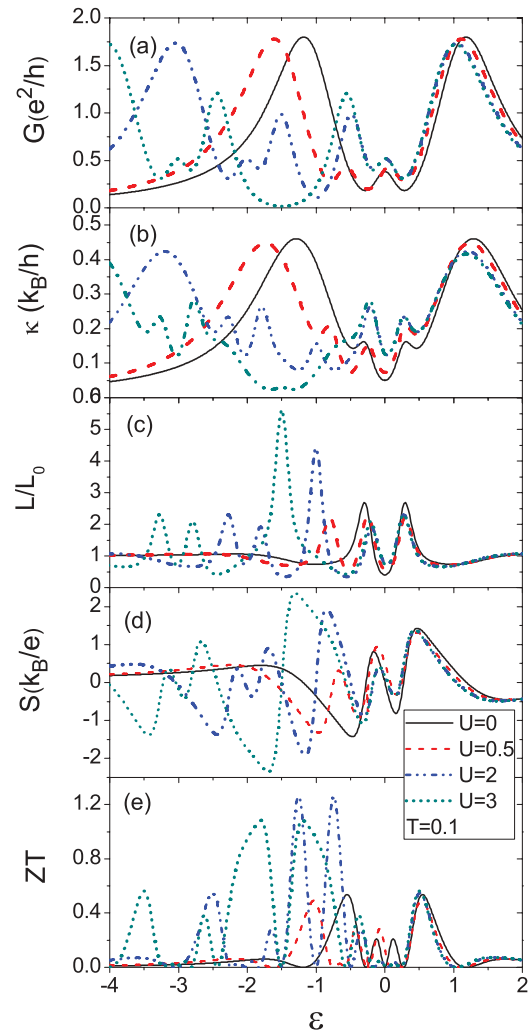 (a)
G(e²/h)
0.0
0.5
1.0
1.5
2.0
(b)
κ (k_B/h)
0
0.1
0.2
0.3
0.4
0.5
(c)
L/L₀
0
1
2
3
4
5
6
(d)
S(k_B/e)
-2
-1
0
1
2
U=0
U=0.5
U=2
U=3
T=0.1
(e)
ZT
0.0
0.4
0.8
1.2
-4 -3 -2 -1 0 1 2
ε